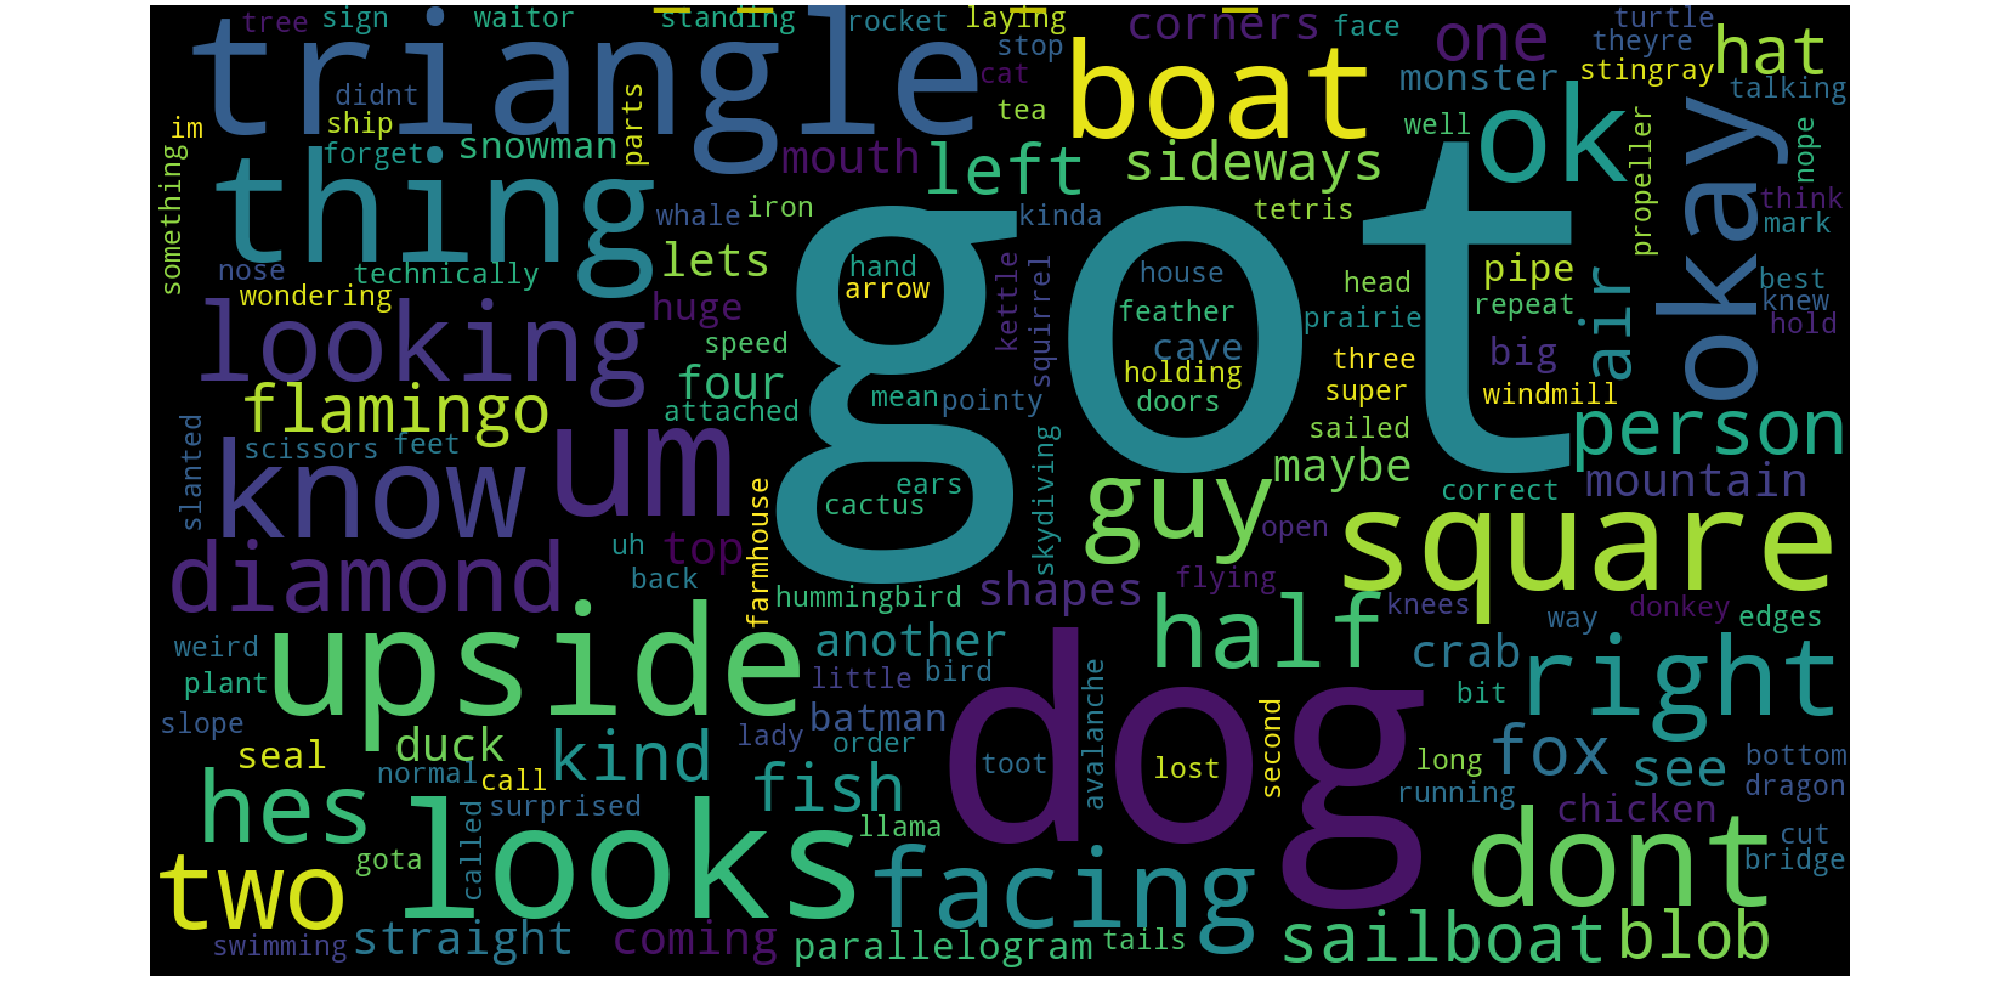 tree sign waitor standing rocket laying corners face one turtle
triangle boat stop theyre hat
cat monster stingray
didnt parts tea ok talking
im ship well okay
something forget snowman mouth left sideways propeller nope
thing got think
whale iron kinda tetris mark
nose technically lets hand house pipe air best
wondering arrow kettle squirrel head knew
looking huge feather prairie repeat hold
speed cave three big
four holding super windmill
flamingo attached mean pointy doors
slanted scissors feet sailed person
know um farmhouse skydiving guy maybe mountain
ears correct
cactus open square
uh top
diamond back hummingbird shapes flying
half knees way donkey edges
weird upside another crab right
plant little bird avalanche bit
slope batman dog second
seal duck kind lady order toot lost long fox see bottom
normal call fish running dragon
hes called surprised chicken
looks llama dont cut
gota bridge
two facing
swimming straight coming parallelogram tails sailboat blob